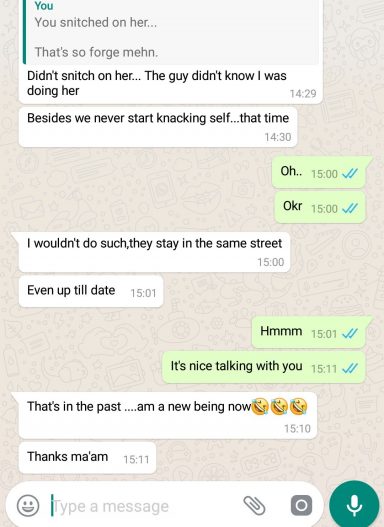 You
You snitched on her...
That's so forge mehn.
Didn't snitch on her... The guy didn't know I was
doing her
14:29
Besides we never start knacking self...that time
14:30
Oh.. 15:00
Okr 15:00
I wouldn't do such,they stay in the same street
15:00
Even up till date 15:01
Hmmm 15:01
It's nice talking with you 15:11
That's in the past ....am a new being now🤣🤣🤣
15:10
Thanks ma'am 15:11
Type a message